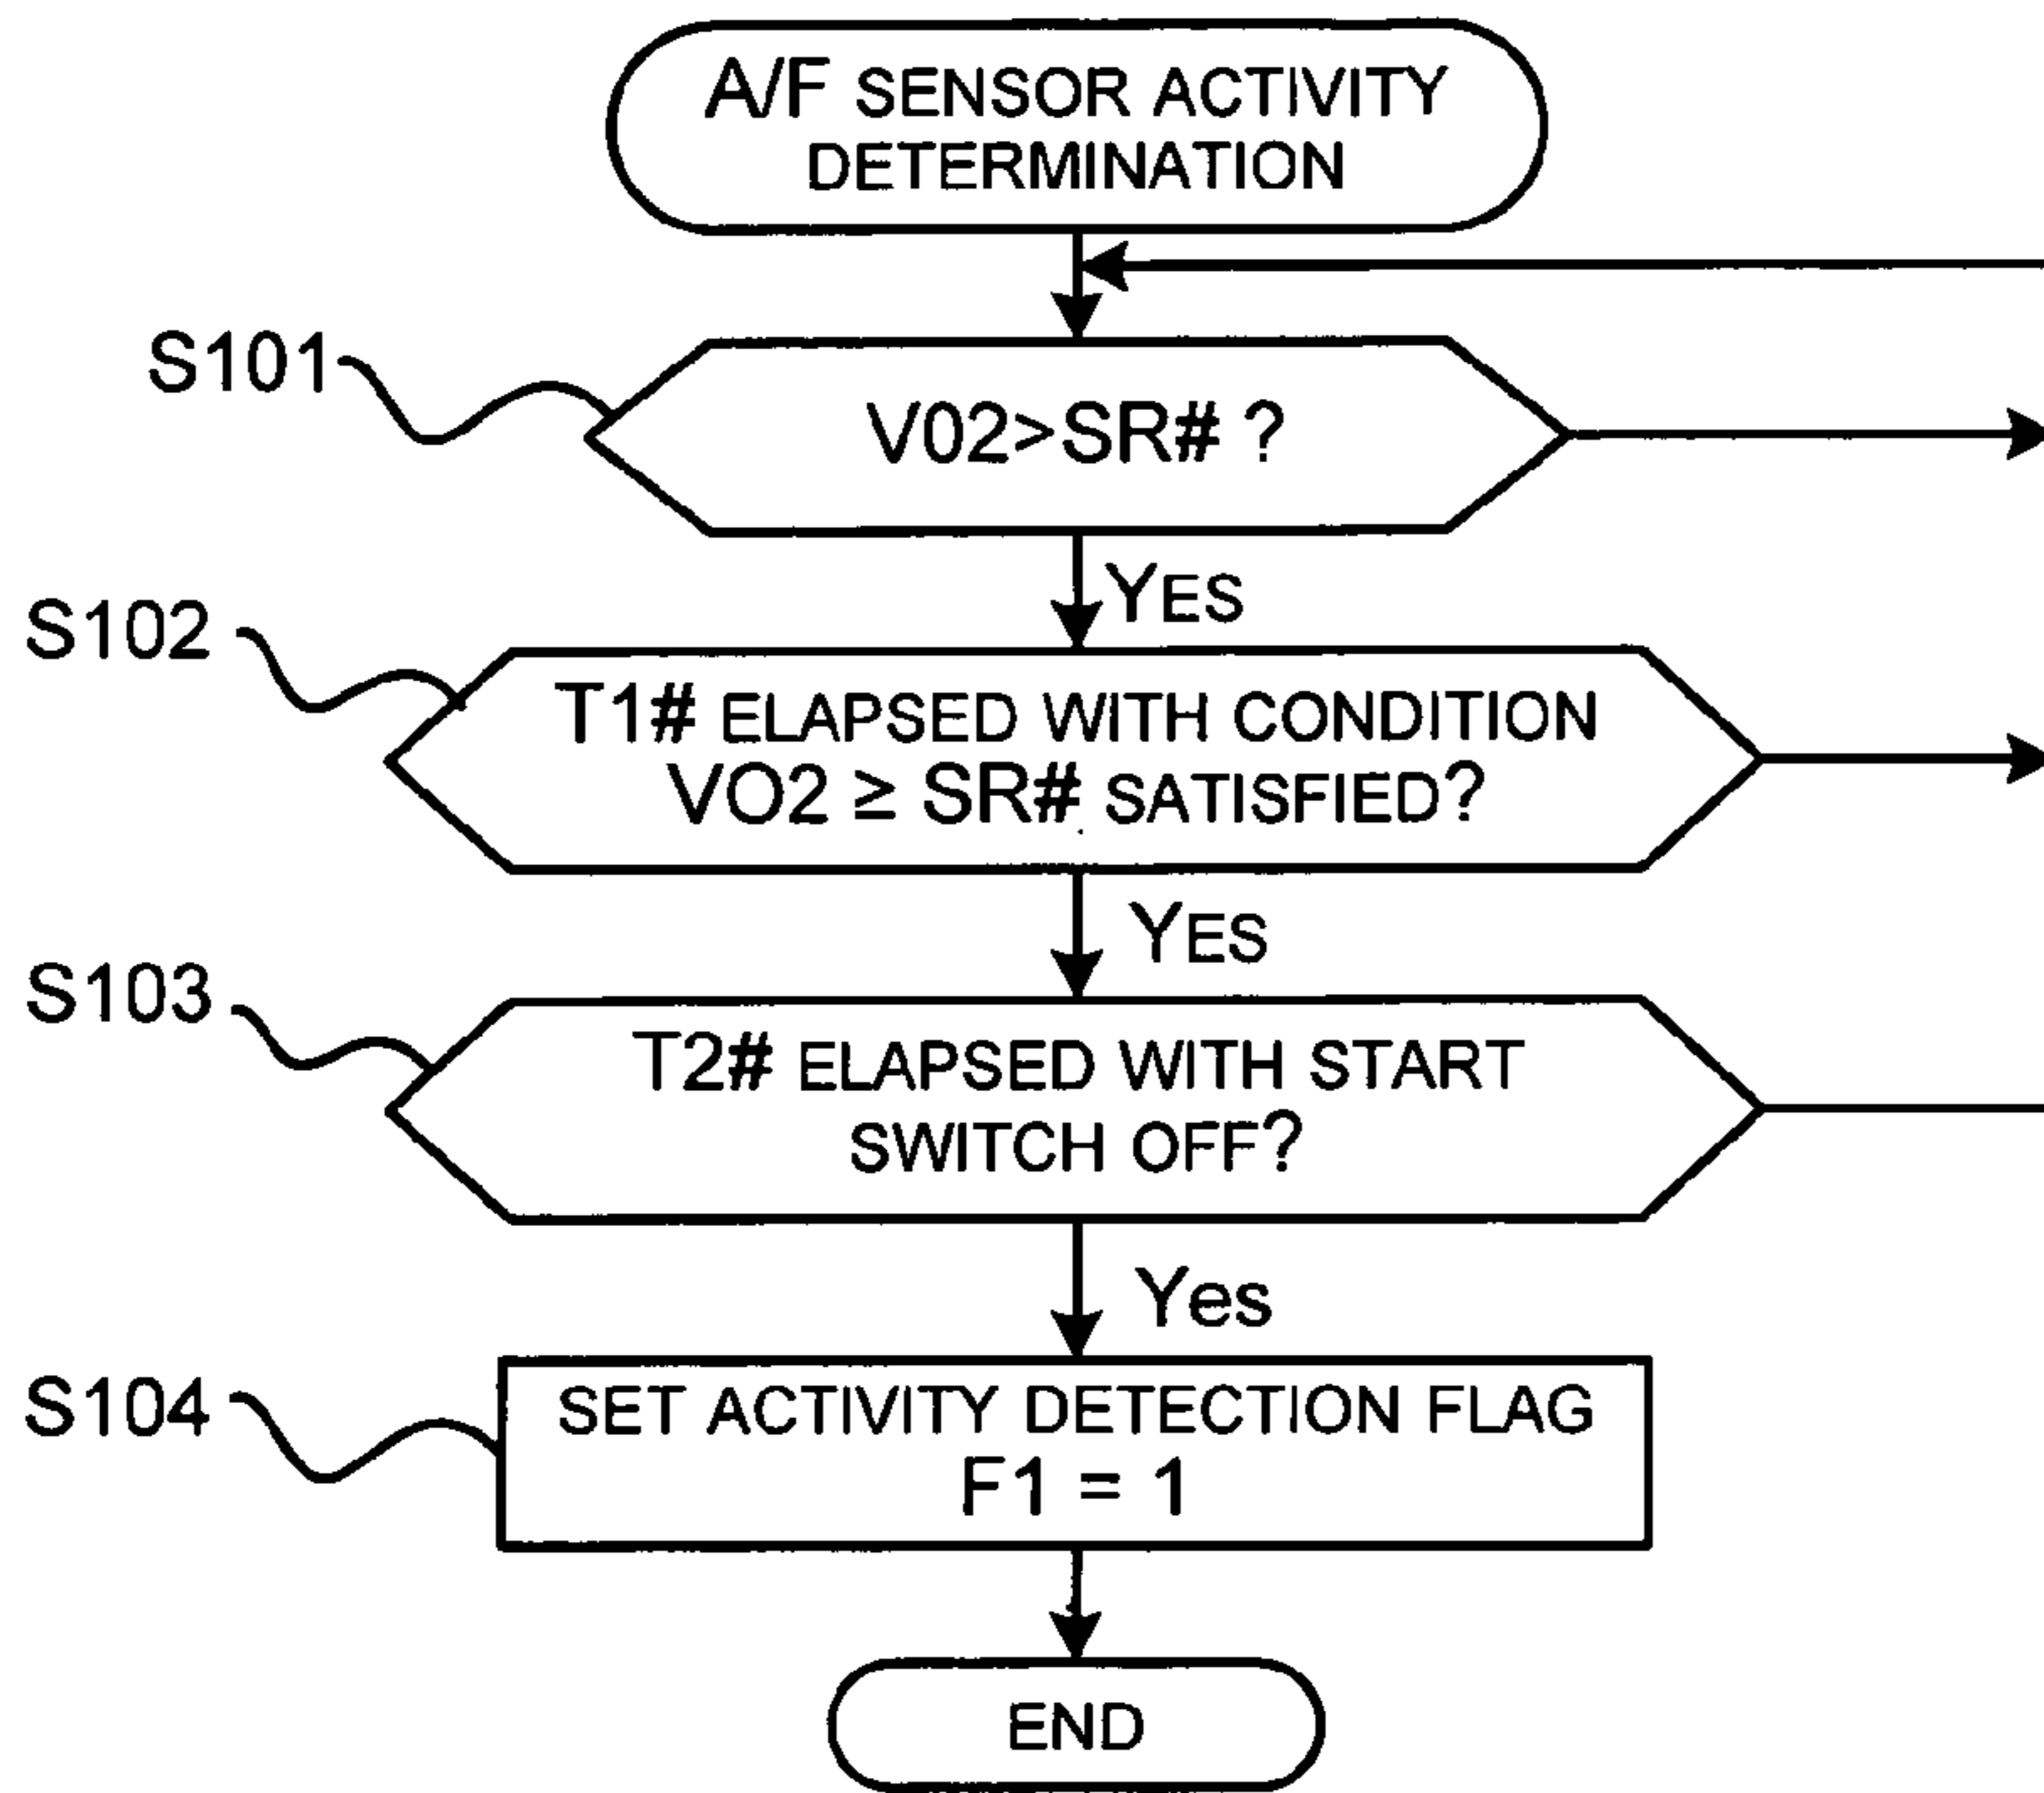 A/F SENSOR ACTIVITY
DETERMINATION
S101
V02>SR# ?
YES
S102
T1# ELAPSED WITH CONDITION
VO2 ≥ SR# SATISFIED?
YES
S103
T2# ELAPSED WITH START
SWITCH OFF?
Yes
S104
SET ACTIVITY DETECTION FLAG
F1 = 1
END